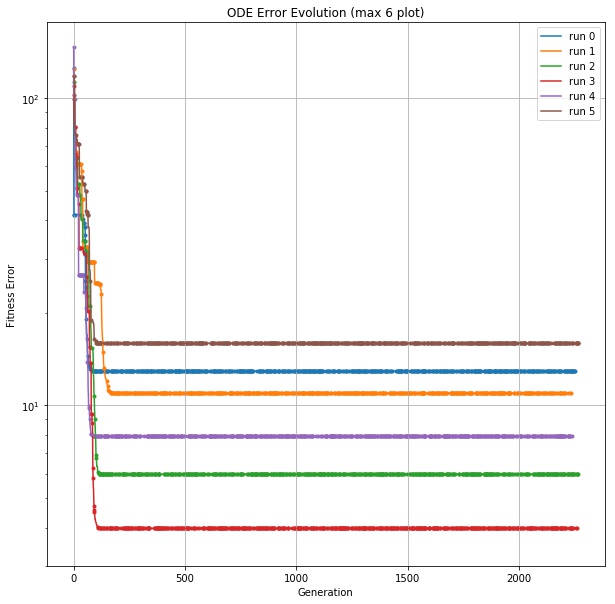 ODE Error Evolution (max 6 plot)
run 0
run 1
run 2
run 3
run 4
run 5
10²
Fitness Error
10¹
0 500 1000 1500 2000
Generation